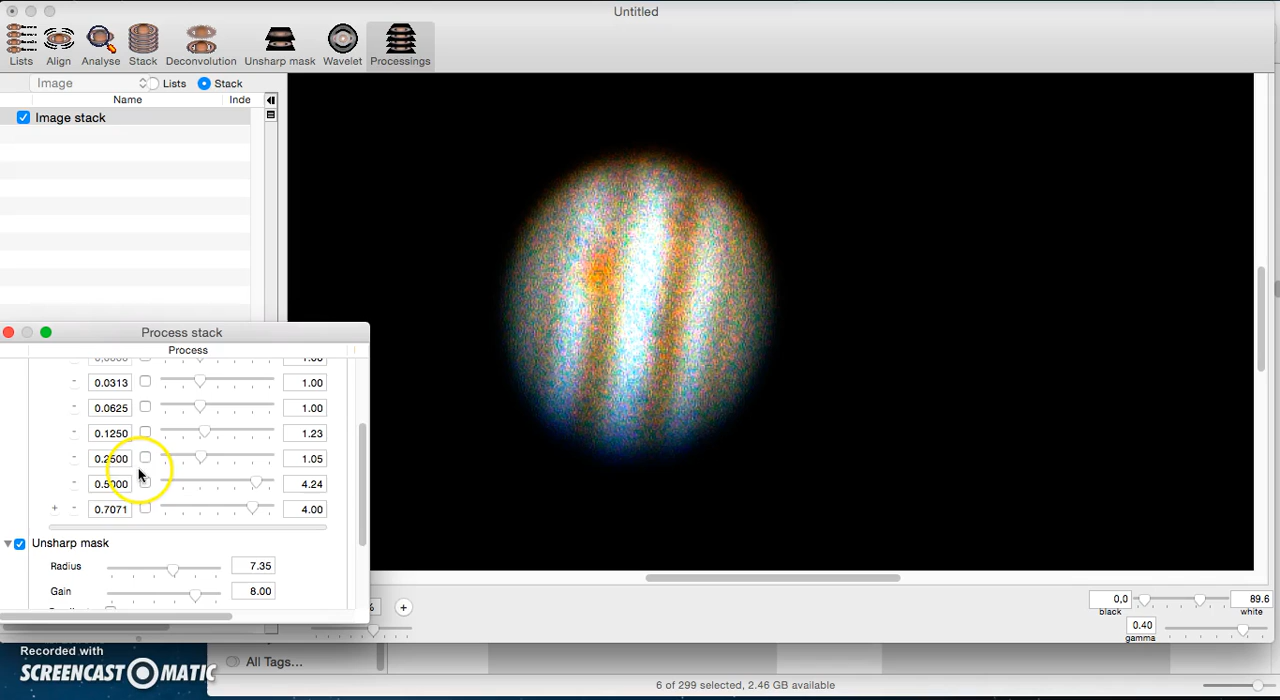 Untitled
Lists Align Analyse Stack Deconvolution Unsharp mask Wavelet Processings
Image Lists Stack
Name Inde
Image stack
Process stack
Process
0.0313 1.00
0.0625 1.00
0.1250 1.23
0.2500 1.05
0.5000 4.24
+ - 0.7071 4.00
Unsharp mask
Radius 7.35
Gain 8.00
% +
0,0 89.6
black white
0.40
gamma
Recorded with
SCREENCAST-O-MATIC
All Tags...
6 of 299 selected, 2.46 GB available